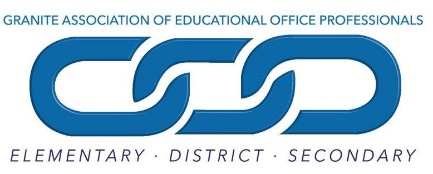 GRANITE ASSOCIATION OF EDUCATIONAL OFFICE PROFESSIONALS
ELEMENTARY · DISTRICT · SECONDARY